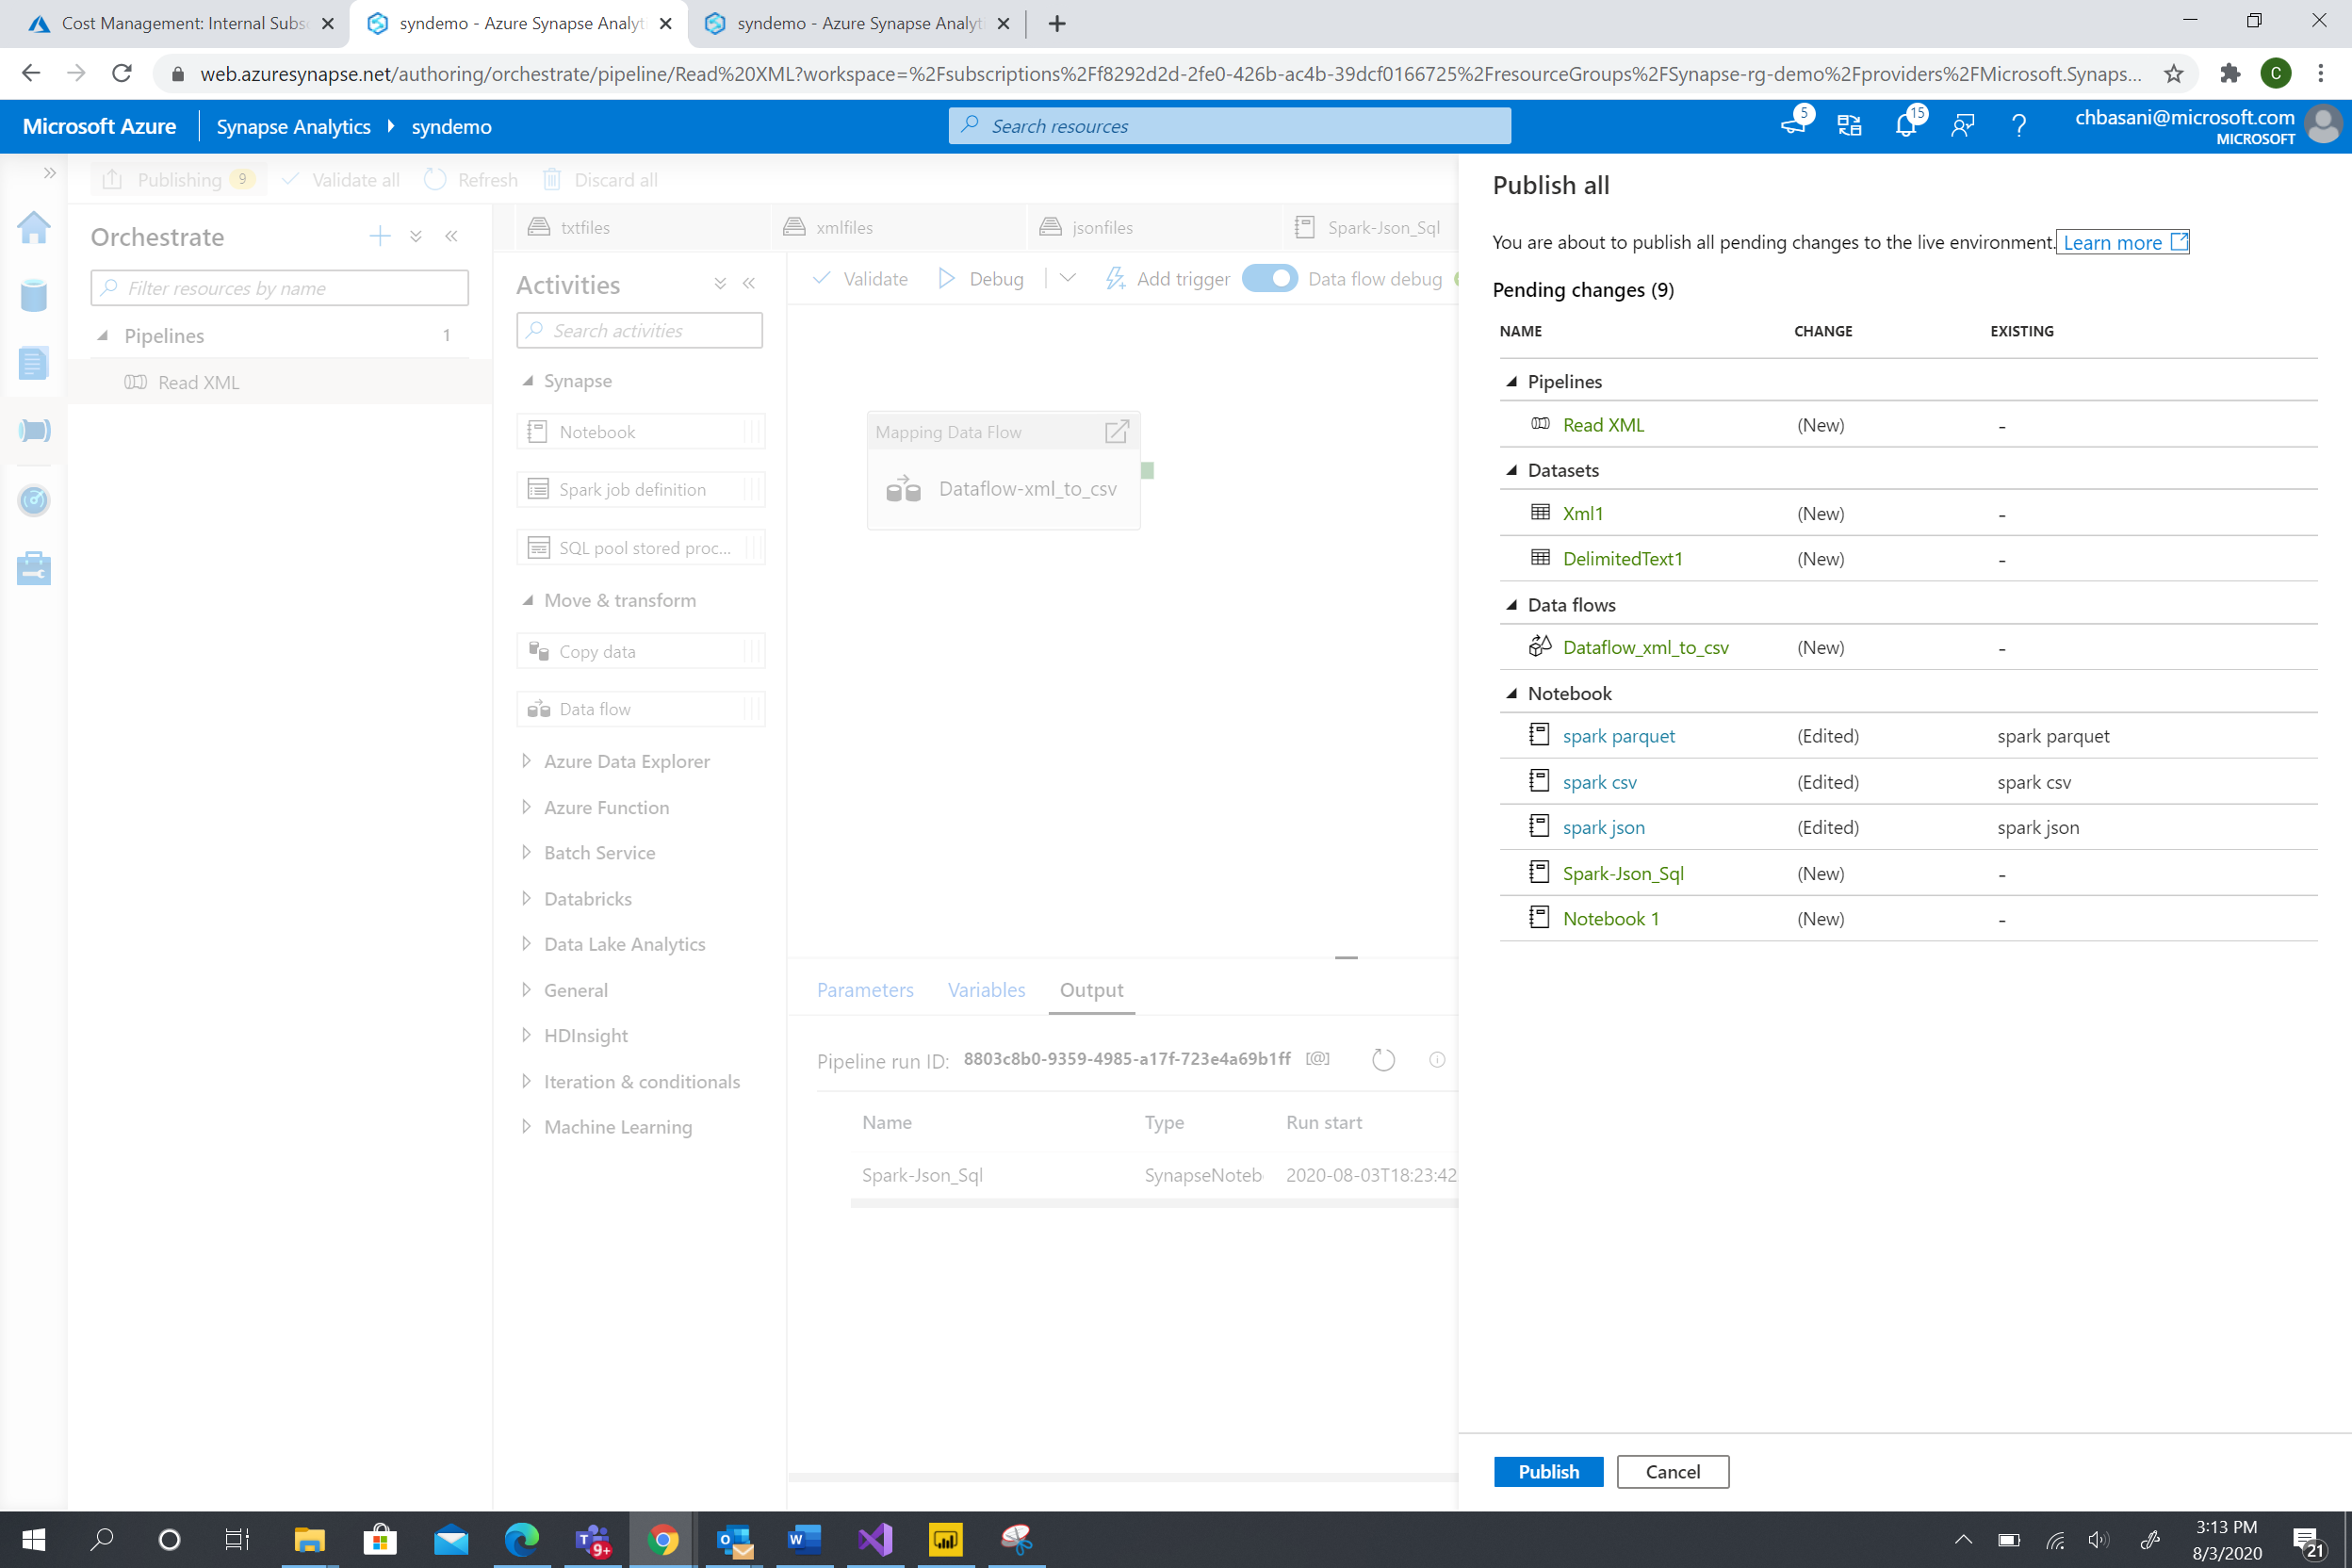 Cost Management: Internal Subs
syndemo - Azure Synapse Analyt
syndemo - Azure Synapse Analyt
web.azuresynapse.net/authoring/orchestrate/pipeline/Read%20XML?workspace=%2Fsubscriptions%2Ff8292d2d-2fe0-426b-ac4b-39dcf0166725%2FresourceGroups%2FSynapse-rg-demo%2Fproviders%2FMicrosoft.Synaps...
C
Microsoft Azure
Synapse Analytics
syndemo
Search resources
5
15
chbasani@microsoft.com
MICROSOFT
Publishing 9
Validate all
Refresh
Discard all
Orchestrate
Filter resources by name
Pipelines 1
Read XML
txtfiles
xmlfiles
jsonfiles
Spark-Json_Sql
Activities
Search activities
Synapse
Notebook
Spark job definition
SQL pool stored proc...
Move & transform
Copy data
Data flow
Azure Data Explorer
Azure Function
Batch Service
Databricks
Data Lake Analytics
General
HDInsight
Iteration & conditionals
Machine Learning
Validate
Debug
Add trigger
Data flow debug
Mapping Data Flow
Dataflow-xml_to_csv
Parameters
Variables
Output
Pipeline run ID: 8803c8b0-9359-4985-a17f-723e4a69b1ff [@]
Name Type Run start
Spark-Json_Sql SynapseNoteb 2020-08-03T18:23:42
Publish all
You are about to publish all pending changes to the live environment. Learn more
Pending changes (9)
NAME CHANGE EXISTING
Pipelines
Read XML (New) -
Datasets
Xml1 (New) -
DelimitedText1 (New) -
Data flows
Dataflow_xml_to_csv (New) -
Notebook
spark parquet (Edited) spark parquet
spark csv (Edited) spark csv
spark json (Edited) spark json
Spark-Json_Sql (New) -
Notebook 1 (New) -
Publish
Cancel
9+
3:13 PM
8/3/2020
21